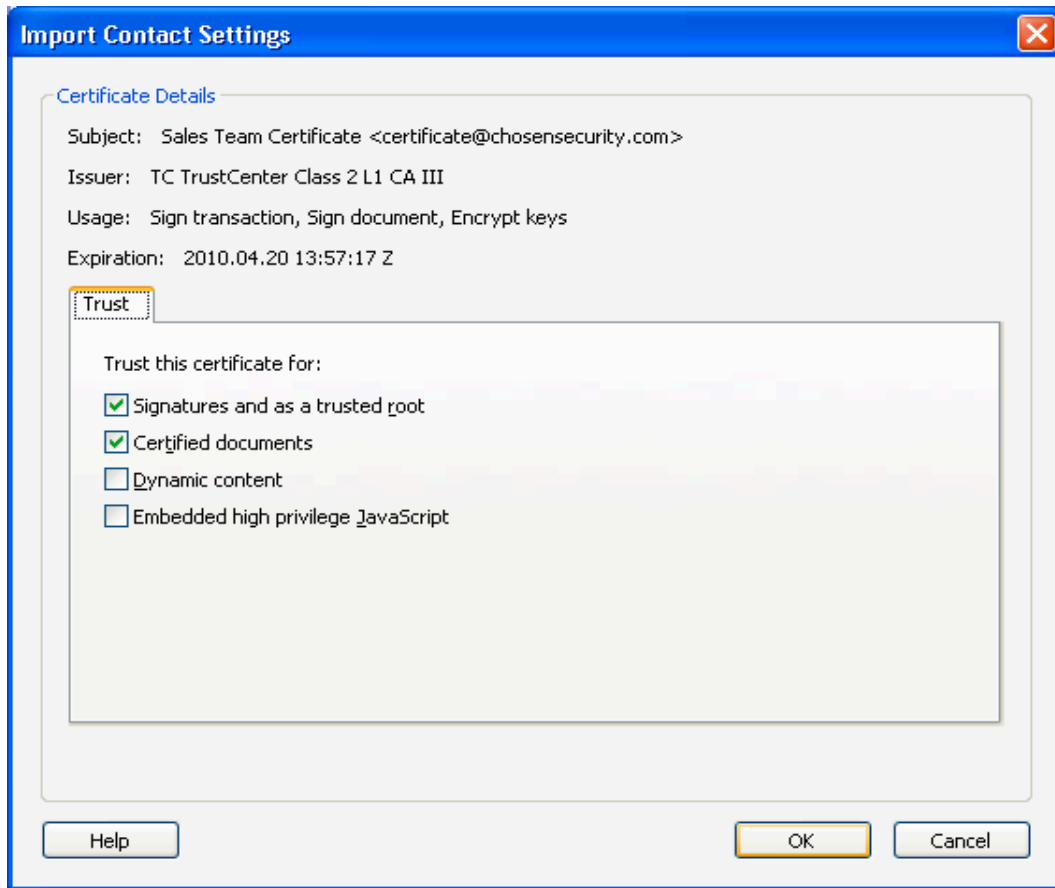 Import Contact Settings
Certificate Details
Subject: Sales Team Certificate <certificate@chosensecurity.com>
Issuer: TC TrustCenter Class 2 L1 CA III
Usage: Sign transaction, Sign document, Encrypt keys
Expiration: 2010.04.20 13:57:17 Z
Trust
Trust this certificate for:
Signatures and as a trusted root
Certified documents
Dynamic content
Embedded high privilege JavaScript
Help OK Cancel